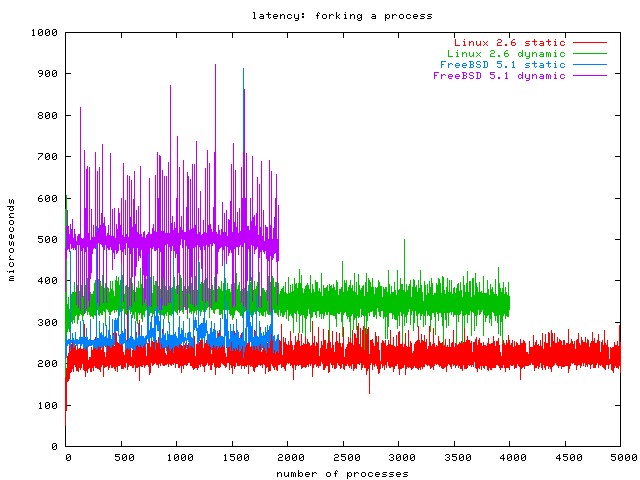 latency: forking a process
1000
900
800
700
600
500
400
300
200
100
0
microseconds
Linux 2.6 static
Linux 2.6 dynamic
FreeBSD 5.1 static
FreeBSD 5.1 dynamic
0 500 1000 1500 2000 2500 3000 3500 4000 4500 5000
number of processes